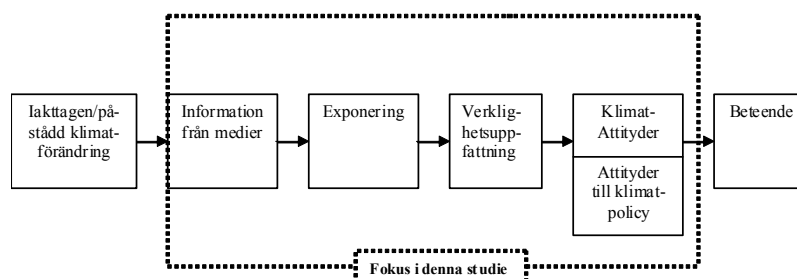 Iakttagen/på-
stådd klimat-
förändring
Information
från medier
Exponering
Verklig-
hetsupp-
fattning
Klimat-
Attityder
Attityder
till klimat-
policy
Beteende
Fokus i denna studie